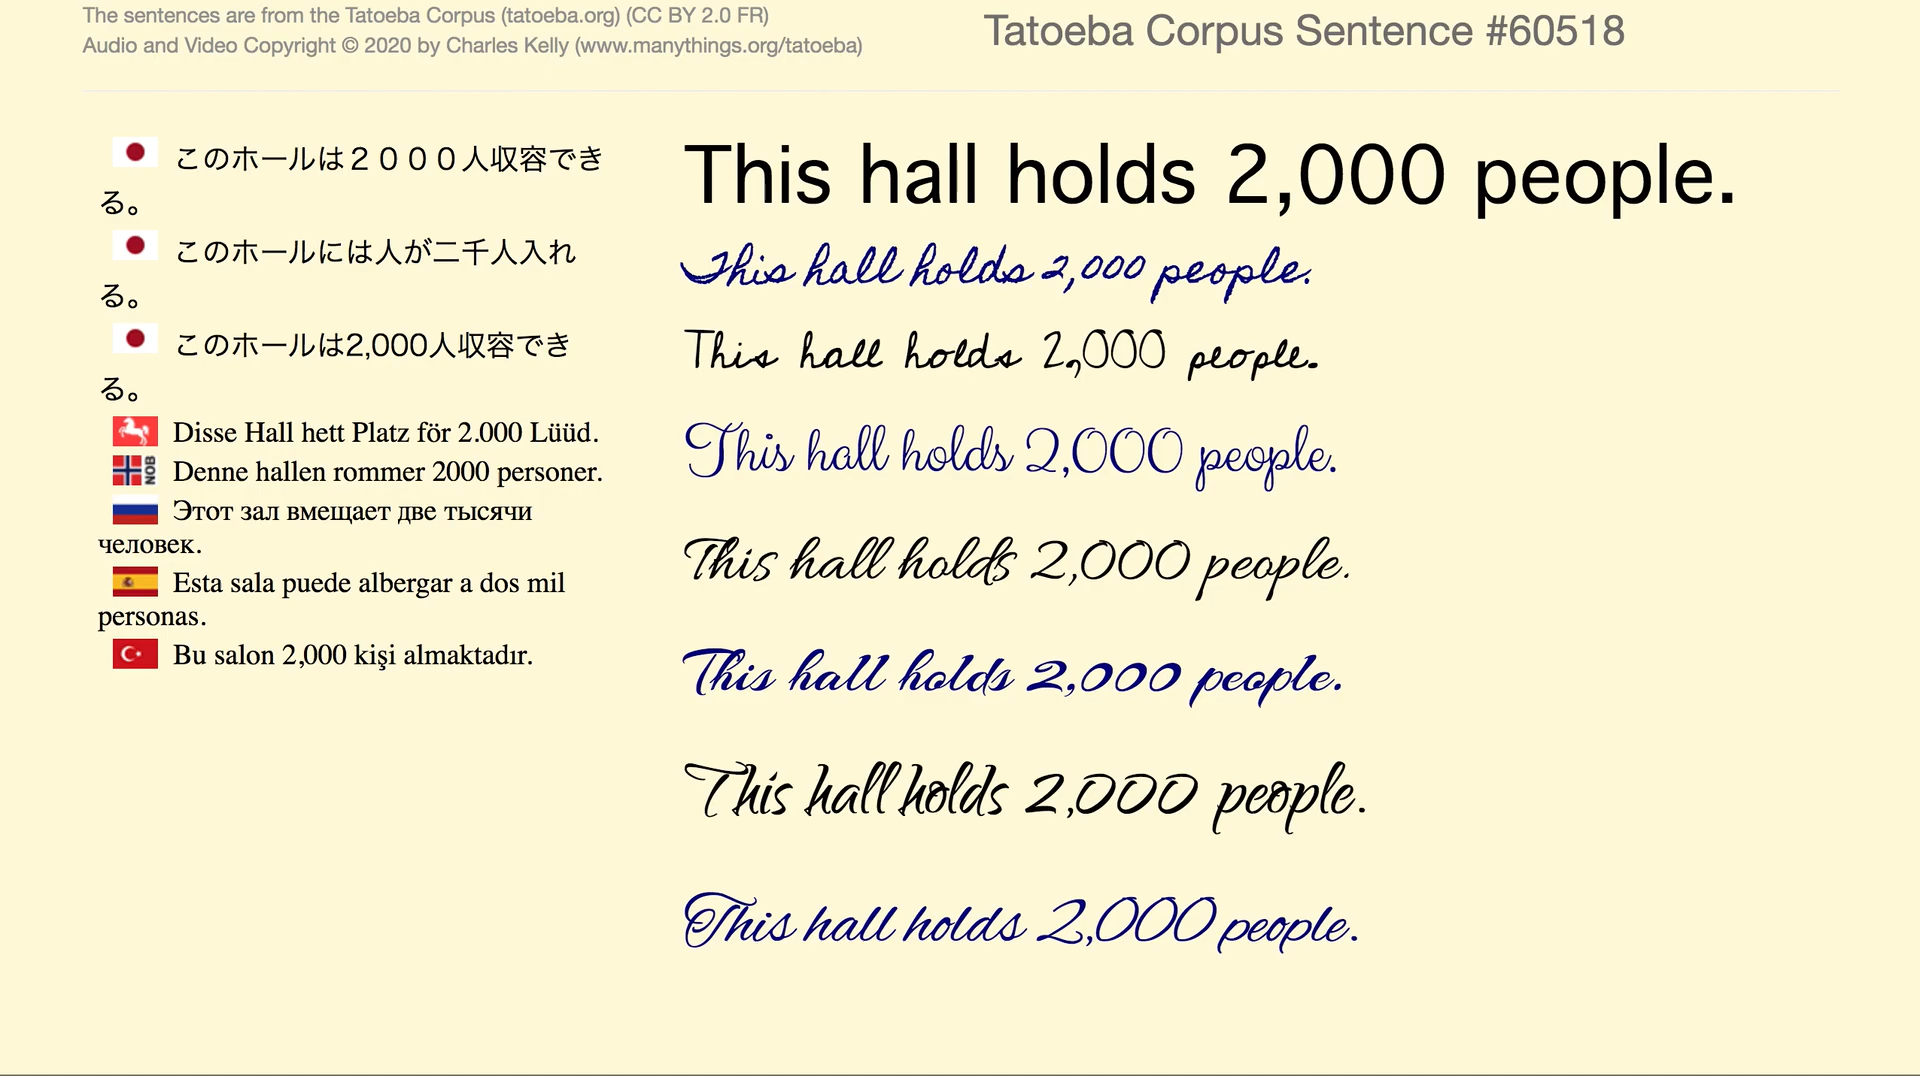 The sentences are from the Tatoeba Corpus (tatoeba.org) (CC BY 2.0 FR)
Audio and Video Copyright © 2020 by Charles Kelly (www.manythings.org/tatoeba)
Tatoeba Corpus Sentence #60518
このホールは２０００人収容でき
る。
このホールには人が二千人入れ
る。
このホールは2,000人収容でき
る。
Disse Hall hett Platz för 2.000 Lüüd.
NOB
Denne hallen rommer 2000 personer.
Этот зал вмещает две тысячи
человек.
Esta sala puede albergar a dos mil
personas.
Bu salon 2,000 kişi almaktadır.
This hall holds 2,000 people.
This hall holds 2,000 people.
This hall holds 2,000 people.
This hall holds 2,000 people.
This hall holds 2,000 people.
This hall holds 2,000 people.
This hall holds 2,000 people.
This hall holds 2,000 people.